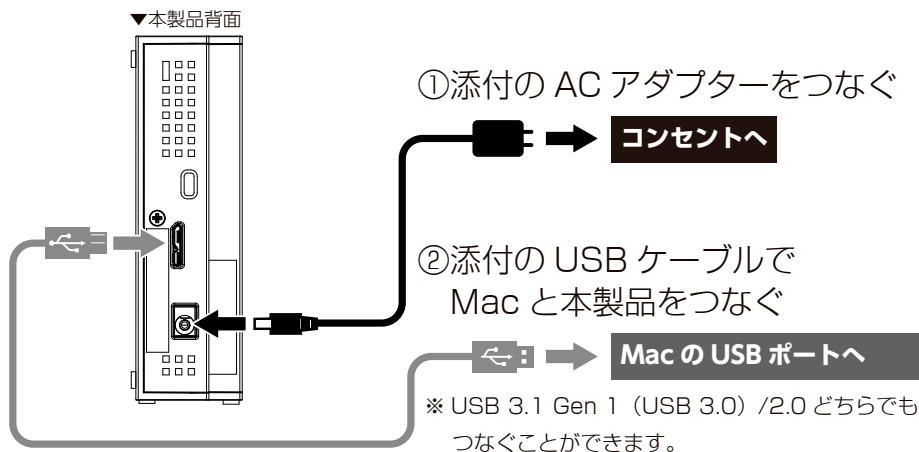 ▼本製品背面
①添付の AC アダプターをつなぐ
コンセントへ
②添付の USB ケーブルで
Mac と本製品をつなぐ
Mac の USB ポートへ
※ USB 3.1 Gen 1（USB 3.0）/2.0 どちらでも
つなぐことができます。